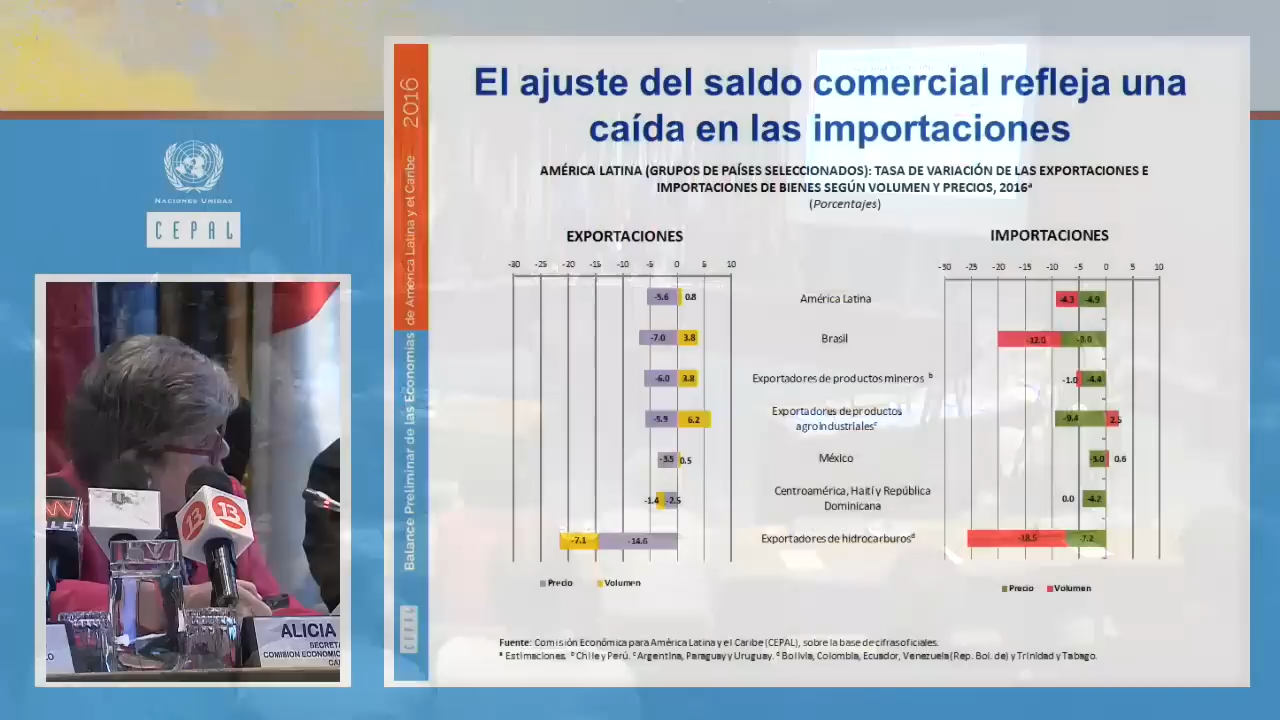 El ajuste del saldo comercial refleja una
caída en las importaciones
AMÉRICA LATINA (GRUPOS DE PAÍSES SELECCIONADOS): TASA DE VARIACIÓN DE LAS EXPORTACIONES E
IMPORTACIONES DE BIENES SEGÚN VOLUMEN Y PRECIOS, 2016ᵃ
(Porcentajes)
EXPORTACIONES
IMPORTACIONES
-30 -25 -20 -15 -10 -5 0 5 10
-30 -25 -20 -15 -10 -5 0 5 10
-5.6 0.8 América Latina -4.3 -4.9
-7.0 3.8 Brasil -12.0 -8.0
-6.0 3.8 Exportadores de productos mineros ᵇ -1.0 -4.4
-5.9 6.2 Exportadores de productos
agroindustrialesᶜ -9.4 2.5
-3.5 0.5 México -3.0 0.6
-1.4 -2.5 Centroamérica, Haití y República
Dominicana 0.0 -4.2
-7.1 -14.6 Exportadores de hidrocarburosᵈ -18.5 -7.2
Precio Volumen
Precio Volumen
Fuente: Comisión Económica para América Latina y el Caribe (CEPAL), sobre la base de cifras oficiales.
ᵃ Estimaciones. ᵇ Chile y Perú. ᶜ Argentina, Paraguay y Uruguay. ᵈ Bolivia, Colombia, Ecuador, Venezuela (Rep. Bol. de) y Trinidad y Tabago.
Balance Preliminar de las Economías de América Latina y el Caribe 2016
CEPAL
NACIONES UNIDAS
CEPAL
13
13
ALICIA
SECRETA
COMISION ECONOMIC
CA